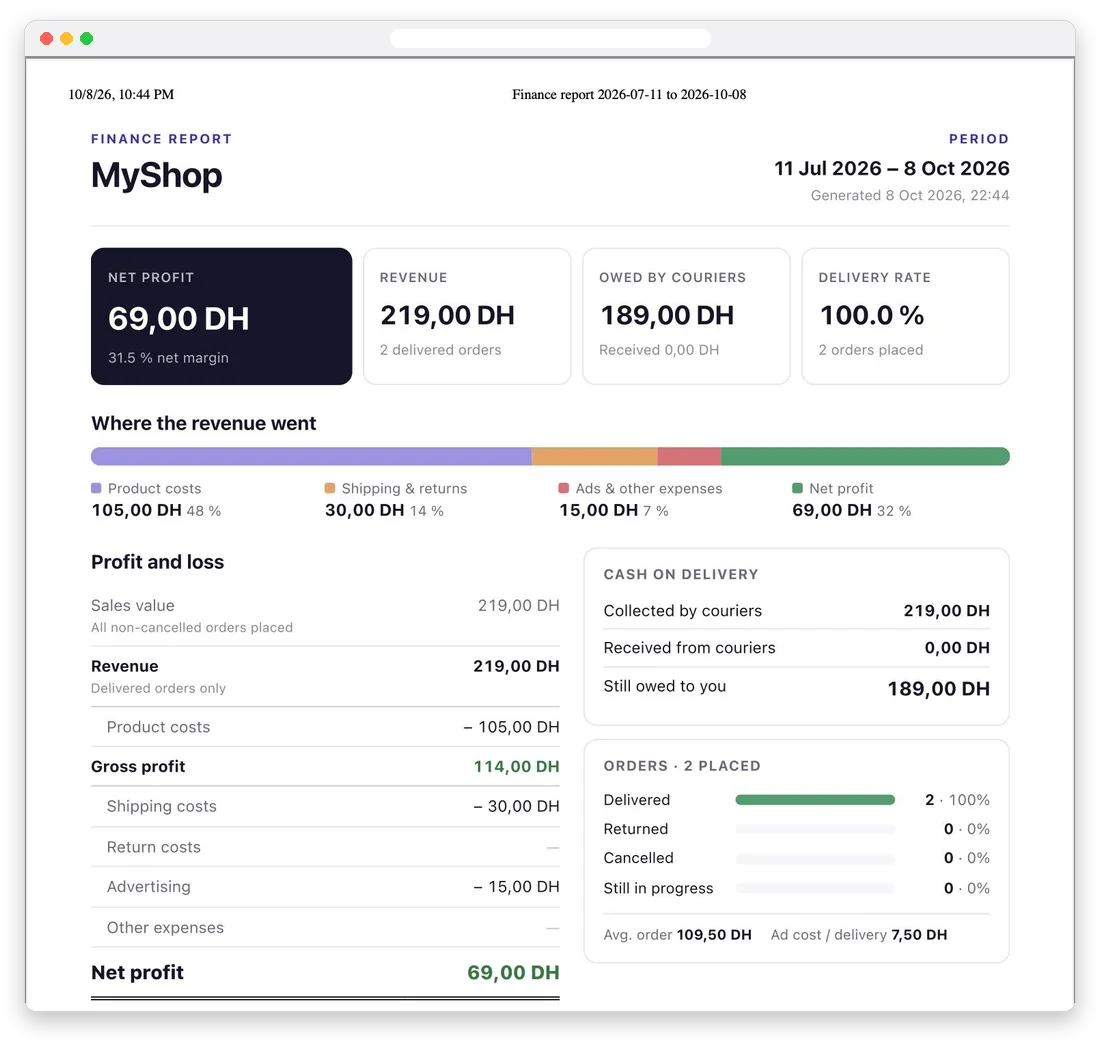 10/8/26, 10:44 PM
Finance report 2026-07-11 to 2026-10-08
FINANCE REPORT
MyShop
PERIOD
11 Jul 2026 – 8 Oct 2026
Generated 8 Oct 2026, 22:44
NET PROFIT
69,00 DH
31.5 % net margin
REVENUE
219,00 DH
2 delivered orders
OWED BY COURIERS
189,00 DH
Received 0,00 DH
DELIVERY RATE
100.0 %
2 orders placed
Where the revenue went
Product costs
105,00 DH 48 %
Shipping & returns
30,00 DH 14 %
Ads & other expenses
15,00 DH 7 %
Net profit
69,00 DH 32 %
Profit and loss
Sales value 219,00 DH
All non-cancelled orders placed
Revenue 219,00 DH
Delivered orders only
Product costs – 105,00 DH
Gross profit 114,00 DH
Shipping costs – 30,00 DH
Return costs —
Advertising – 15,00 DH
Other expenses —
Net profit 69,00 DH
CASH ON DELIVERY
Collected by couriers 219,00 DH
Received from couriers 0,00 DH
Still owed to you 189,00 DH
ORDERS · 2 PLACED
Delivered 2 · 100%
Returned 0 · 0%
Cancelled 0 · 0%
Still in progress 0 · 0%
Avg. order 109,50 DH Ad cost / delivery 7,50 DH